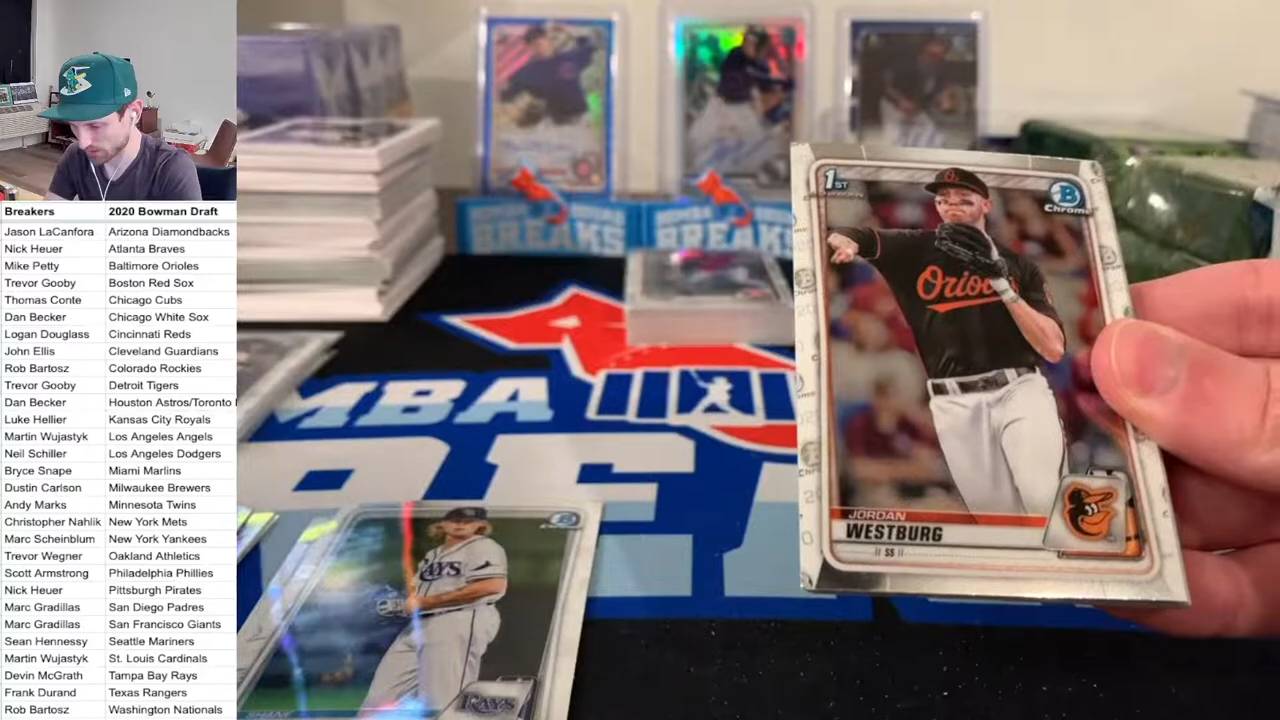 Breakers 2020 Bowman Draft
Jason LaCanfora Arizona Diamondbacks
Nick Heuer Atlanta Braves
Mike Petty Baltimore Orioles
Trevor Gooby Boston Red Sox
Thomas Conte Chicago Cubs
Dan Becker Chicago White Sox
Logan Douglass Cincinnati Reds
John Ellis Cleveland Guardians
Rob Bartosz Colorado Rockies
Trevor Gooby Detroit Tigers
Dan Becker Houston Astros/Toronto
Luke Hellier Kansas City Royals
Martin Wujastyk Los Angeles Angels
Neil Schiller Los Angeles Dodgers
Bryce Snape Miami Marlins
Dustin Carlson Milwaukee Brewers
Andy Marks Minnesota Twins
Christopher Nahlik New York Mets
Marc Scheinblum New York Yankees
Trevor Wegner Oakland Athletics
Scott Armstrong Philadelphia Phillies
Nick Heuer Pittsburgh Pirates
Marc Gradillas San Diego Padres
Marc Gradillas San Francisco Giants
Sean Hennessy Seattle Mariners
Martin Wujastyk St. Louis Cardinals
Devin McGrath Tampa Bay Rays
Frank Durand Texas Rangers
Rob Bartosz Washington Nationals
BREAKS
BREAKS
MBA
1ST
B
Chrome
Orioles
JORDAN
WESTBURG
SS
RAYS
RAYS